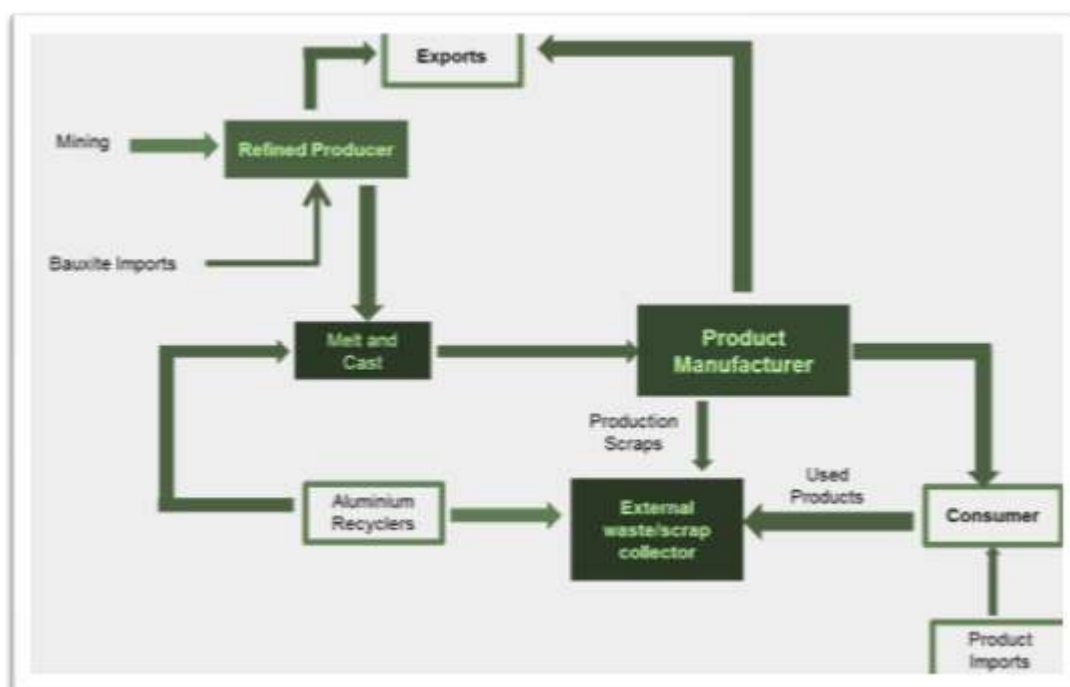 Exports
Mining
Refined Producer
Bauxite Imports
Melt and
Cast
Product
Manufacturer
Production
Scraps
Used
Products
Aluminium
Recyclers
External
waste/scrap
collector
Consumer
Product
Imports